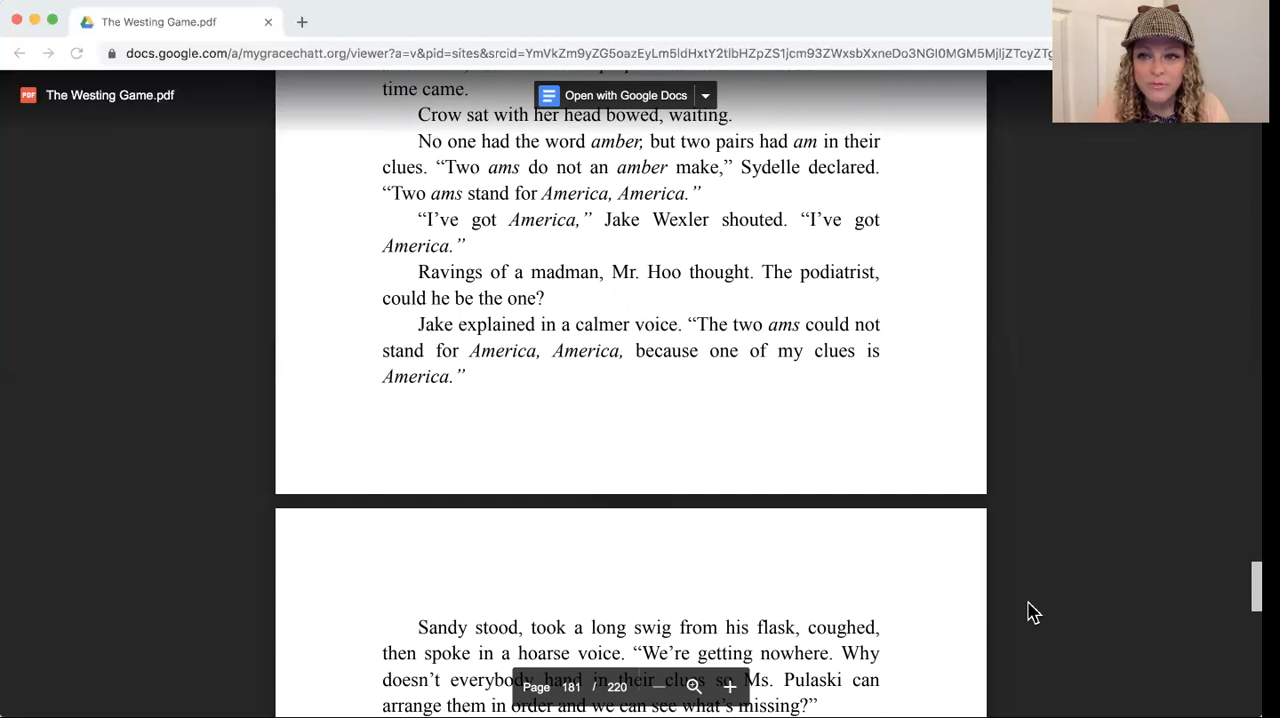 The Westing Game.pdf
docs.google.com/a/mygracechatt.org/viewer?a=v&pid=sites&srcid=YmVkZm9yZG5oazEyLm5ldHxtY2tlbHZpZS1jcm93ZWxsbXxneDo3NGI0MGM5MjljZTcyZTg
PDF The Westing Game.pdf
Open with Google Docs
time came.
Crow sat with her head bowed, waiting.
No one had the word amber, but two pairs had am in their
clues. “Two ams do not an amber make,” Sydelle declared.
“Two ams stand for America, America.”
“I’ve got America,” Jake Wexler shouted. “I’ve got
America.”
Ravings of a madman, Mr. Hoo thought. The podiatrist,
could he be the one?
Jake explained in a calmer voice. “The two ams could not
stand for America, America, because one of my clues is
America.”
Sandy stood, took a long swig from his flask, coughed,
then spoke in a hoarse voice. “We’re getting nowhere. Why
doesn’t everybody hand in their clues so Ms. Pulaski can
arrange them in order and we can see what’s missing?”
Page 181 / 220